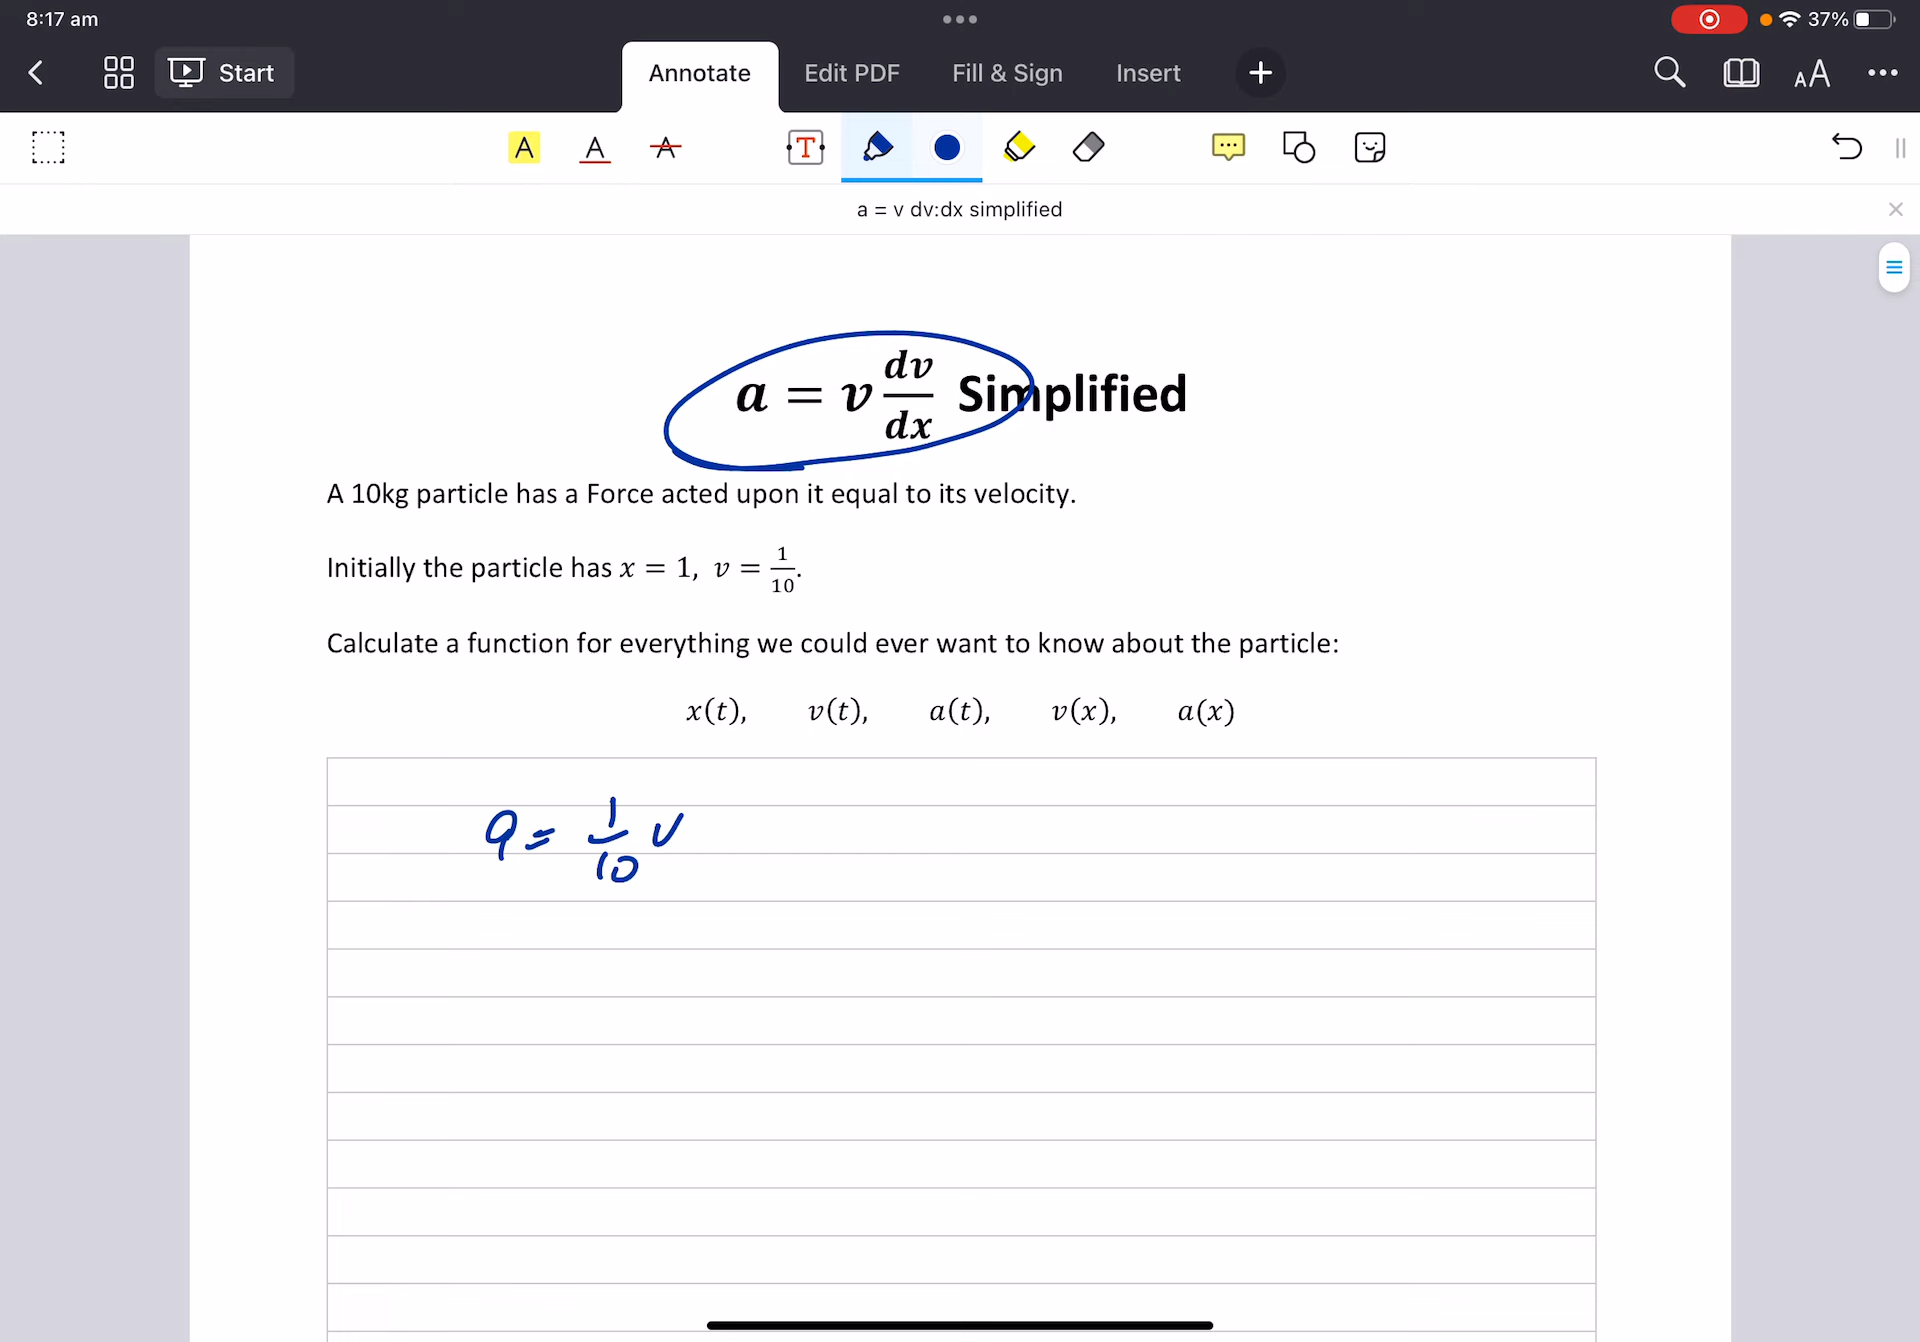 8:17 am
37%
Start
Annotate
Edit PDF
Fill & Sign
Insert
AA
A A A T
a = v dv:dx simplified
a = v dv/dx Simplified
A 10kg particle has a Force acted upon it equal to its velocity.
Initially the particle has x = 1, v = 1/10.
Calculate a function for everything we could ever want to know about the particle:
x(t), v(t), a(t), v(x), a(x)
a = 1/10 v